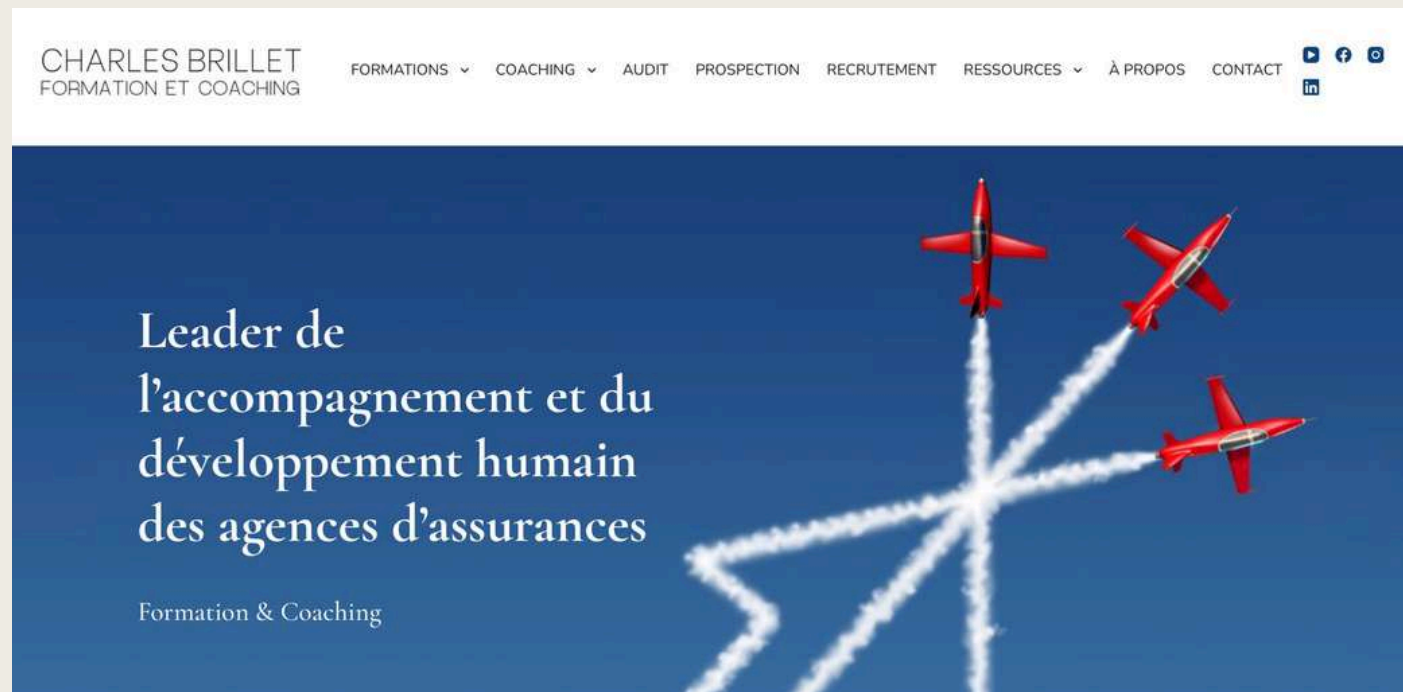 CHARLES BRILLET
FORMATION ET COACHING
FORMATIONS COACHING AUDIT PROSPECTION RECRUTEMENT RESSOURCES À PROPOS CONTACT
Leader de
l’accompagnement et du
développement humain
des agences d’assurances
Formation & Coaching